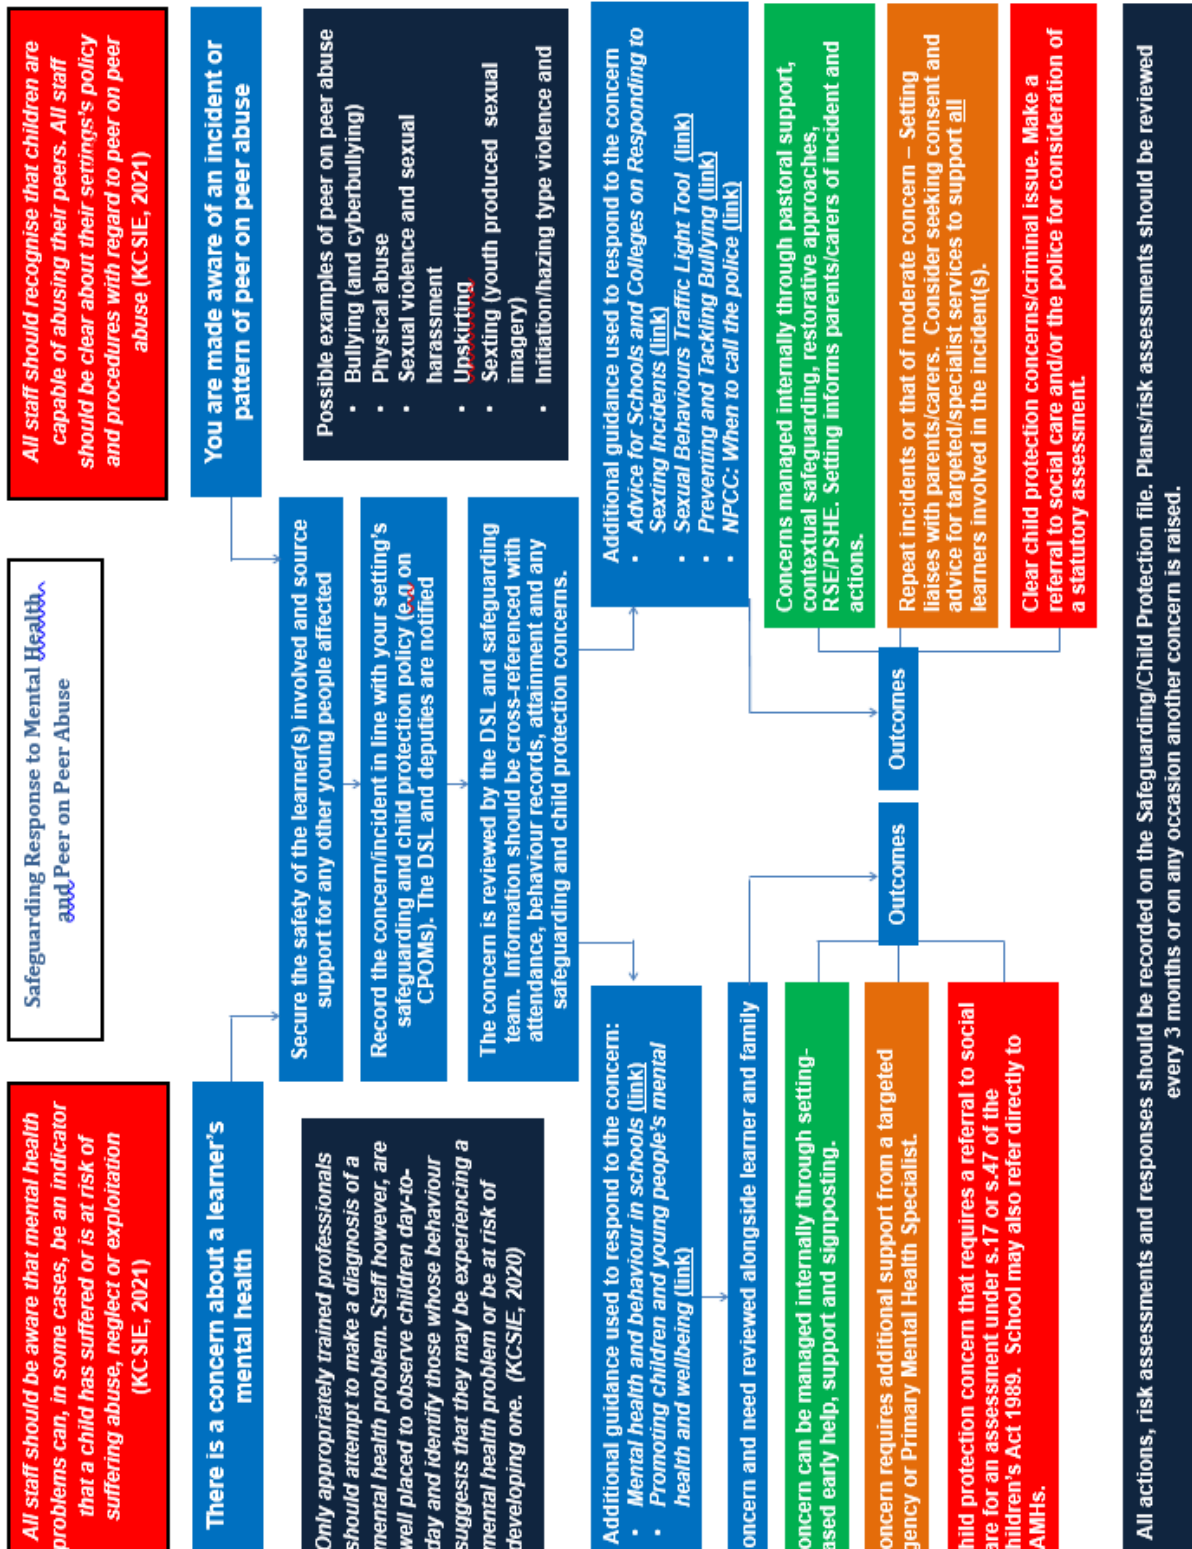 All staff should be aware that mental health
problems can, in some cases, be an indicator
that a child has suffered or is at risk of
suffering abuse, neglect or exploitation
(KCSIE, 2021)
Safeguarding Response to Mental Health
and Peer on Peer Abuse
All staff should recognise that children are
capable of abusing their peers. All staff
should be clear about their settings's policy
and procedures with regard to peer on peer
abuse (KCSIE, 2021)
There is a concern about a learner's
mental health
You are made aware of an incident or
pattern of peer on peer abuse
Only appropriately trained professionals
should attempt to make a diagnosis of a
mental health problem. Staff however, are
well placed to observe children day-to-
day and identify those whose behaviour
suggests that they may be experiencing a
mental health problem or be at risk of
developing one. (KCSIE, 2020)
Secure the safety of the learner(s) involved and source
support for any other young people affected
Record the concern/incident in line with your setting's
safeguarding and child protection policy (e.g on
CPOMs). The DSL and deputies are notified
The concern is reviewed by the DSL and safeguarding
team. Information should be cross-referenced with
attendance, behaviour records, attainment and any
safeguarding and child protection concerns.
Possible examples of peer on peer abuse
• Bullying (and cyberbullying)
• Physical abuse
• Sexual violence and sexual
harassment
• Upskirting
• Sexting (youth produced sexual
imagery)
• Initiation/hazing type violence and
Additional guidance used to respond to the concern:
• Mental health and behaviour in schools (link)
• Promoting children and young people's mental
health and wellbeing (link)
Additional guidance used to respond to the concern
• Advice for Schools and Colleges on Responding to
Sexting Incidents (link)
• Sexual Behaviours Traffic Light Tool (link)
• Preventing and Tackling Bullying (link)
• NPCC: When to call the police (link)
oncern and need reviewed alongside learner and family
Outcomes
Outcomes
oncern can be managed internally through setting-
ased early help, support and signposting.
oncern requires additional support from a targeted
gency or Primary Mental Health Specialist.
hild protection concern that requires a referral to social
are for an assessment under s.17 or s.47 of the
hildren's Act 1989. School may also refer directly to
AMHs.
Concerns managed internally through pastoral support,
contextual safeguarding, restorative approaches,
RSE/PSHE. Setting informs parents/carers of incident and
actions.
Repeat incidents or that of moderate concern – Setting
liaises with parents/carers. Consider seeking consent and
advice for targeted/specialist services to support all
learners involved in the incident(s).
Clear child protection concerns/criminal issue. Make a
referral to social care and/or the police for consideration of
a statutory assessment.
All actions, risk assessments and responses should be recorded on the Safeguarding/Child Protection file. Plans/risk assessments should be reviewed
every 3 months or on any occasion another concern is raised.